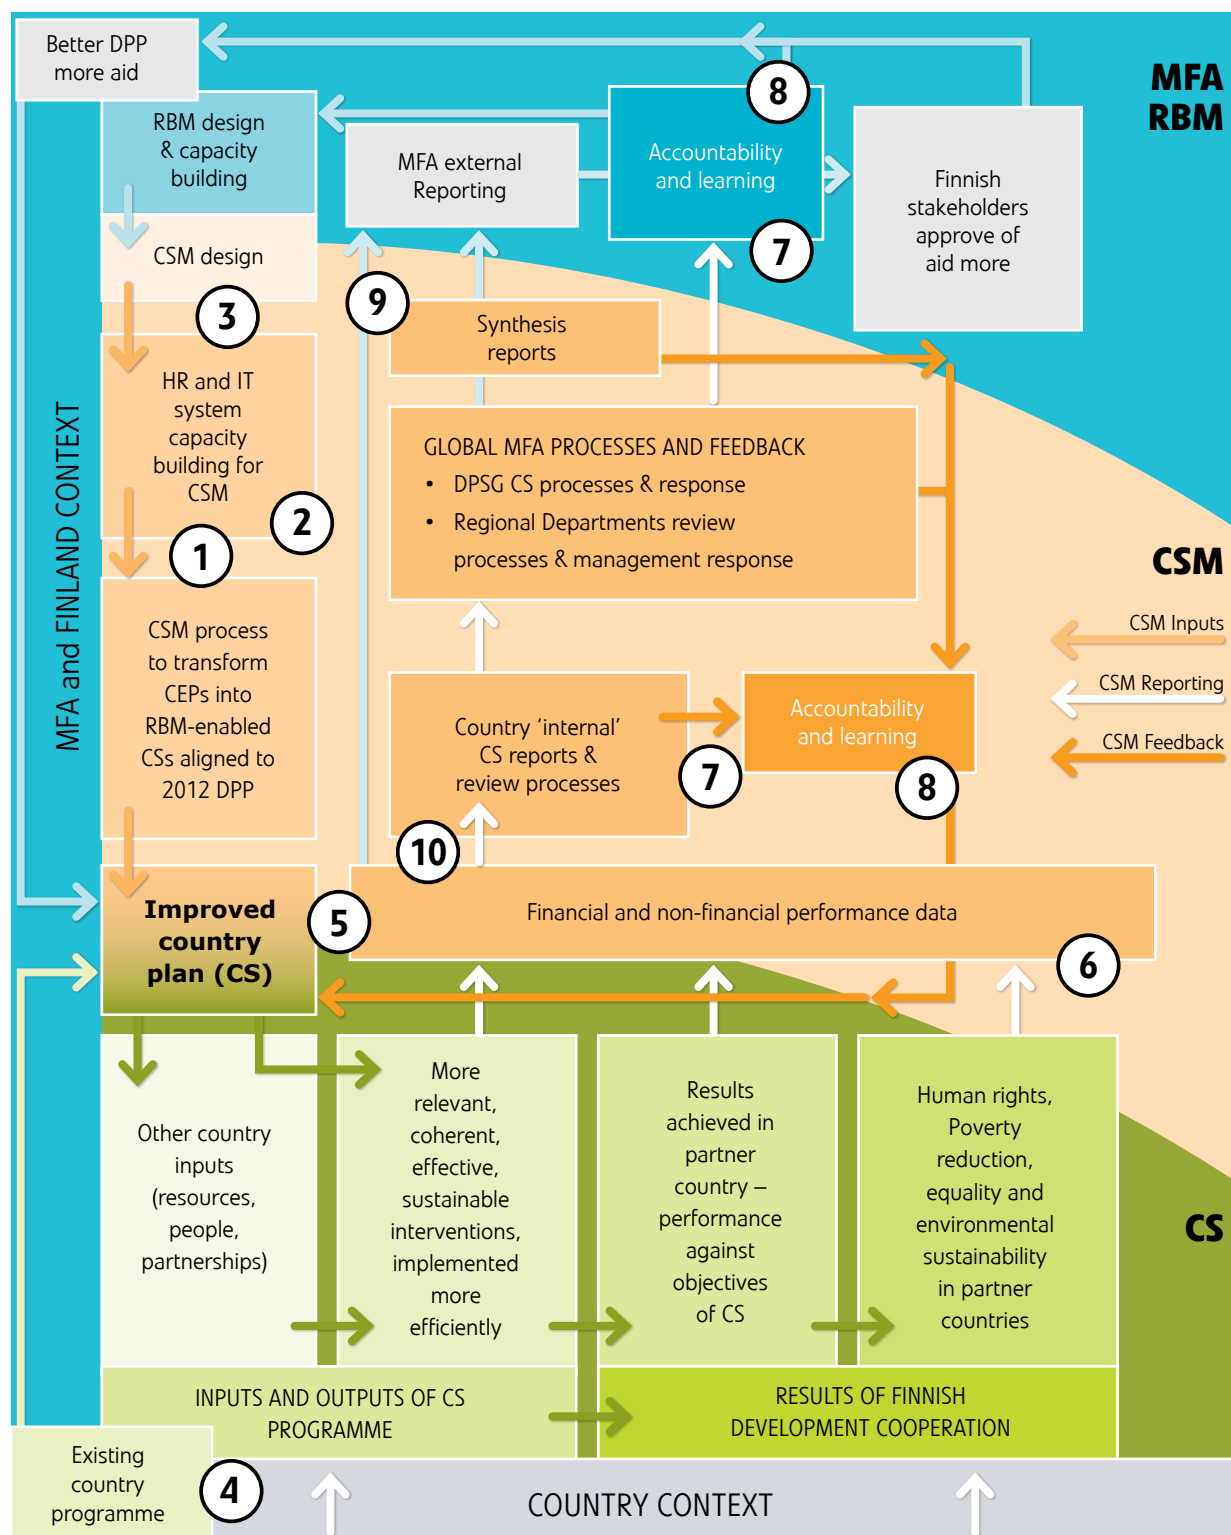 Better DPP
more aid
MFA
RBM
8
RBM design
& capacity
building
MFA external
Reporting
Accountability
and learning
Finnish
stakeholders
approve of
aid more
7
CSM design
3
9
Synthesis
reports
HR and IT
system
capacity
building for
CSM
2
1
GLOBAL MFA PROCESSES AND FEEDBACK
• DPSG CS processes & response
• Regional Departments review
processes & management response
MFA and FINLAND CONTEXT
CSM
CSM Inputs
CSM Reporting
CSM Feedback
CSM process
to transform
CEPs into
RBM-enabled
CSs aligned to
2012 DPP
Country ‘internal’
CS reports &
review processes
7
Accountability
and learning
8
10
Improved
country
plan (CS)
5
Financial and non-financial performance data
6
Other country
inputs
(resources,
people,
partnerships)
More
relevant,
coherent,
effective,
sustainable
interventions,
implemented
more
efficiently
Results
achieved in
partner
country –
performance
against
objectives
of CS
Human rights,
Poverty
reduction,
equality and
environmental
sustainability
in partner
countries
CS
INPUTS AND OUTPUTS OF CS
PROGRAMME
RESULTS OF FINNISH
DEVELOPMENT COOPERATION
Existing
country
programme
4
COUNTRY CONTEXT